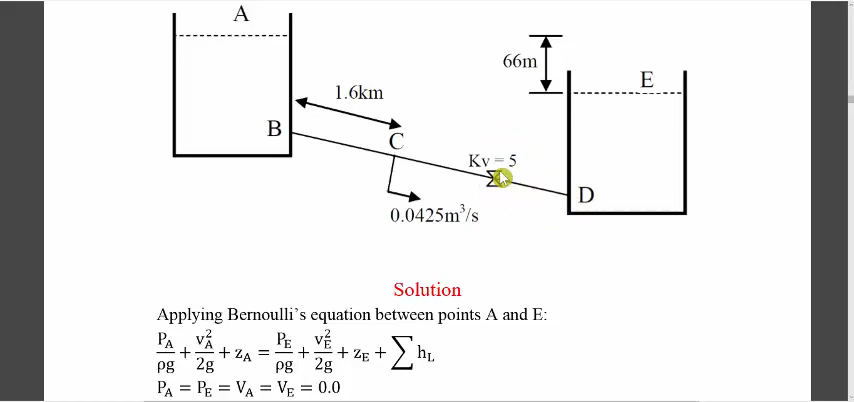 A
66m
E
1.6km
B
C
Kv = 5
D
0.0425m³/s
Solution
Applying Bernoulli's equation between points A and E:
P_A/ρg + v_A²/2g + z_A = P_E/ρg + v_E²/2g + z_E + ∑ h_L
P_A = P_E = V_A = V_E = 0.0